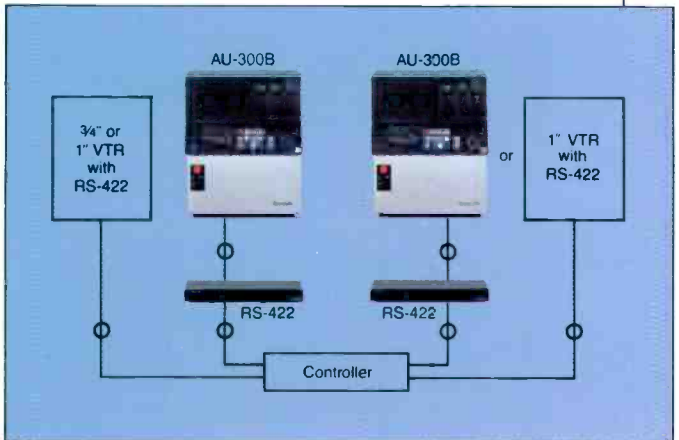 AU-300B
AU-300B
3/4" or
1" VTR
with
RS-422
or
1" VTR
with
RS-422
RS-422
RS-422
Controller